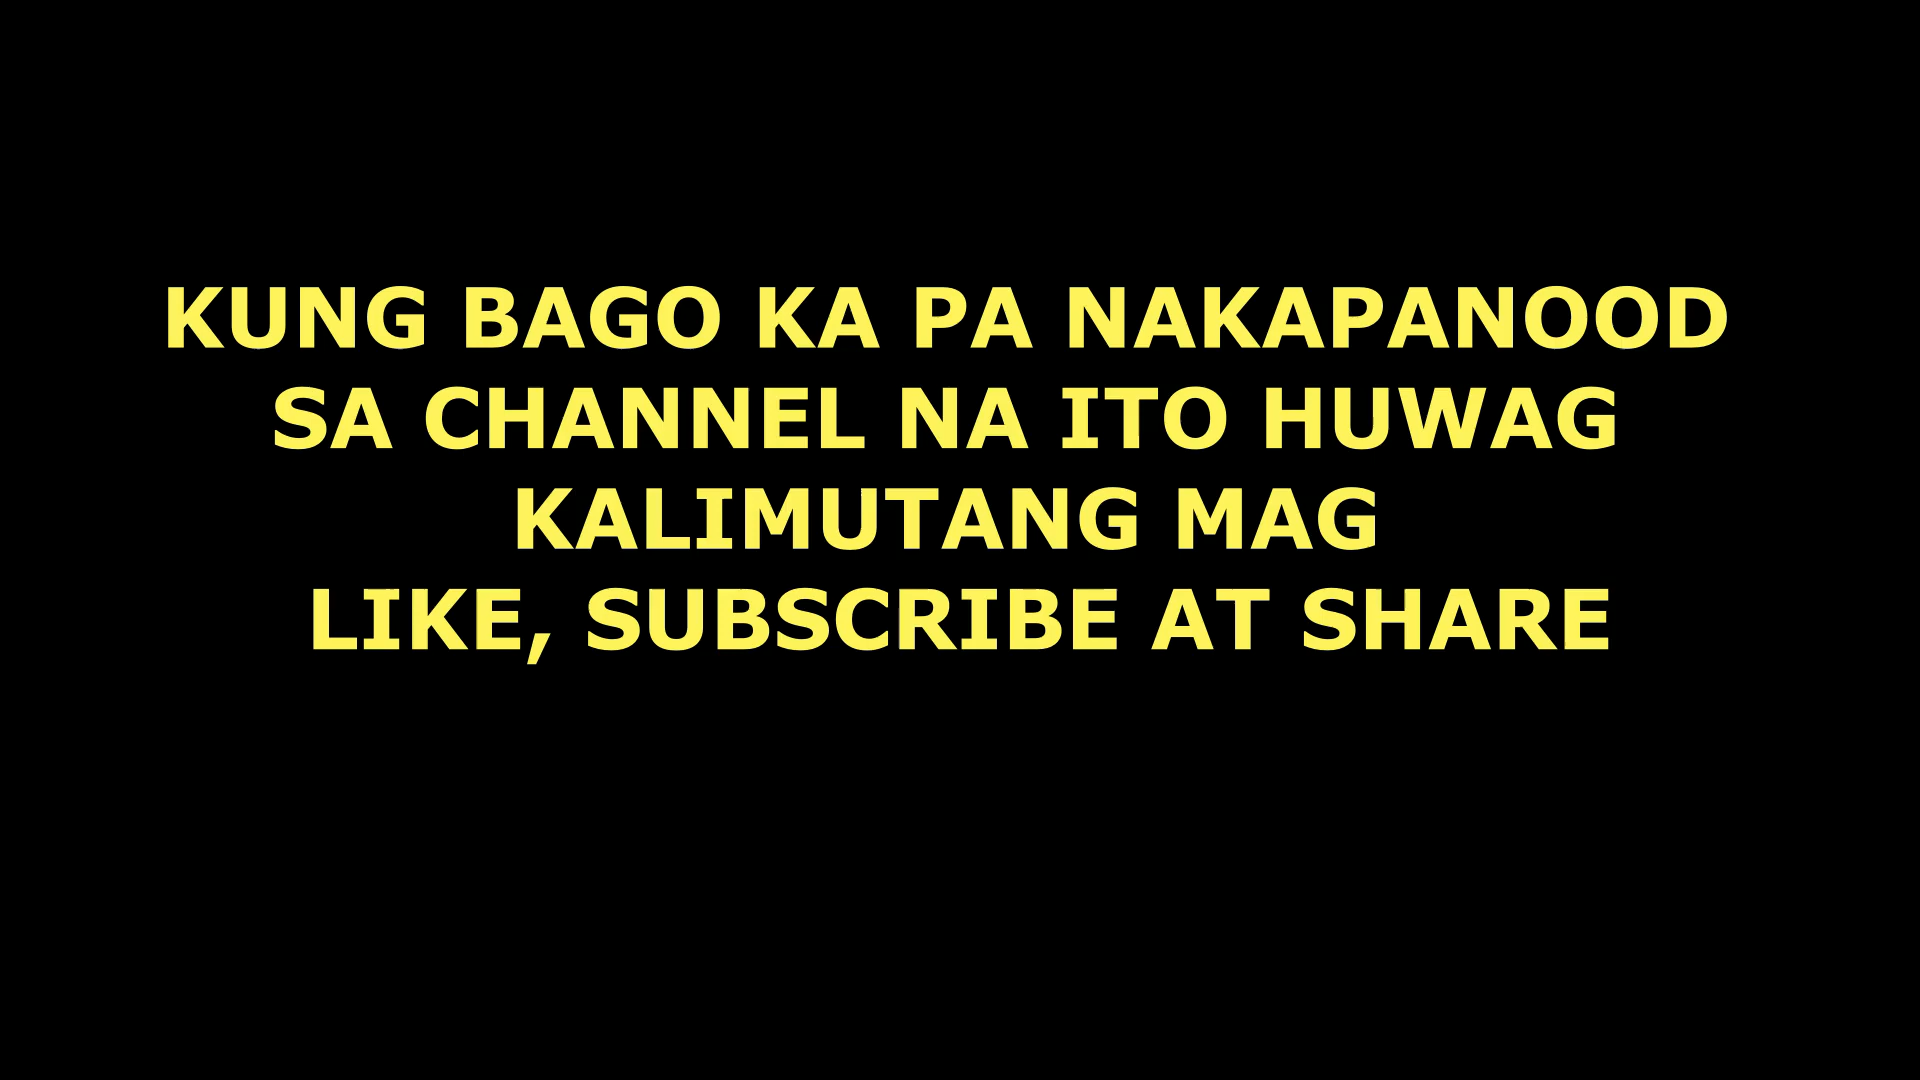 KUNG BAGO KA PA NAKAPANOOD
SA CHANNEL NA ITO HUWAG
KALIMUTANG MAG
LIKE, SUBSCRIBE AT SHARE